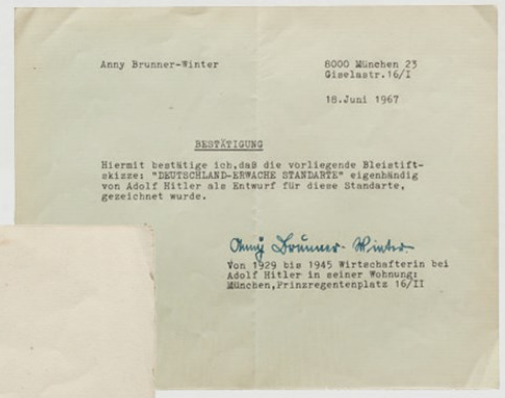 Anny Brunner-Winter
8000 München 23
Giselastr.16/I
18.Juni 1967
BESTÄTIGUNG
Hiermit bestätige ich,daß die vorliegende Bleistift-
skizze: "DEUTSCHLAND-ERWACHE STANDARTE" eigenhändig
von Adolf Hitler als Entwurf für diese Standarte,
gezeichnet wurde.
Anny Brunner-Winter
Von 1929 bis 1945 Wirtschafterin bei
Adolf Hitler in seiner Wohnung:
München,Prinzregentenplatz 16/II